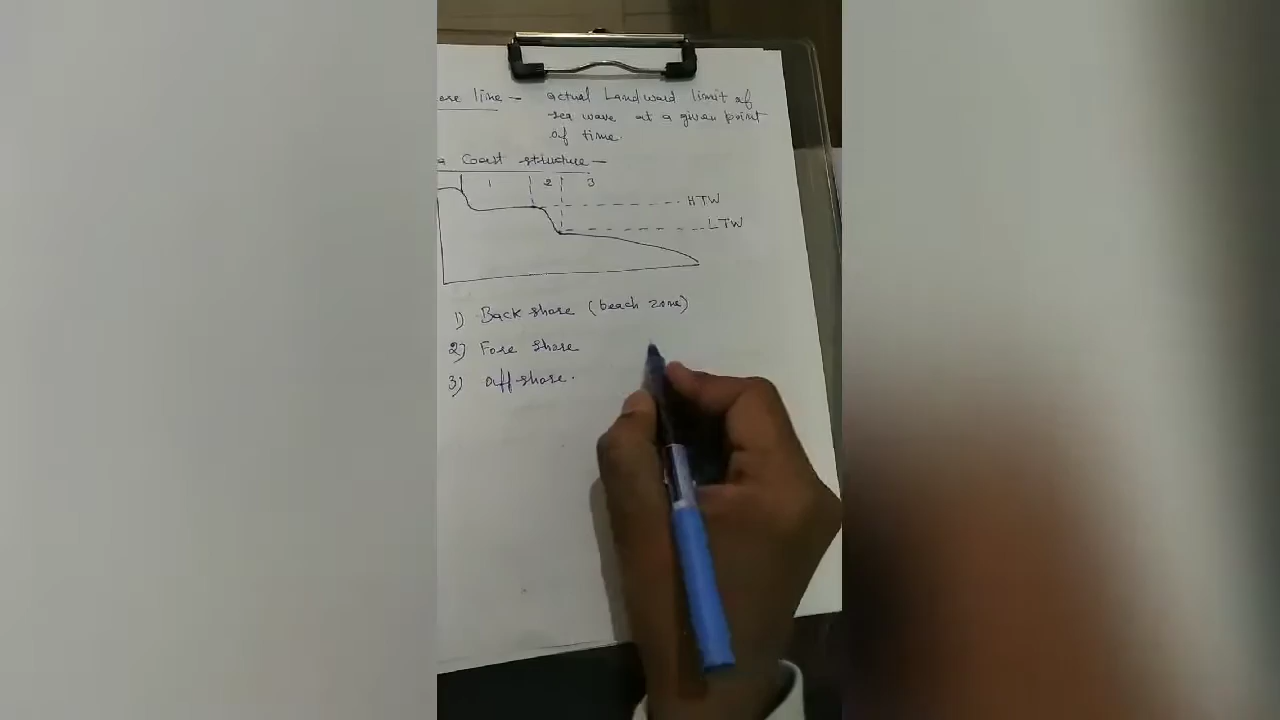 ore line - actual Landward limit of
sea wave at a given point
of time.
a Coast structure -
1 2 3
HTW
LTW
1) Back shore (beach zone)
2) Fore shore
3) Off shore.